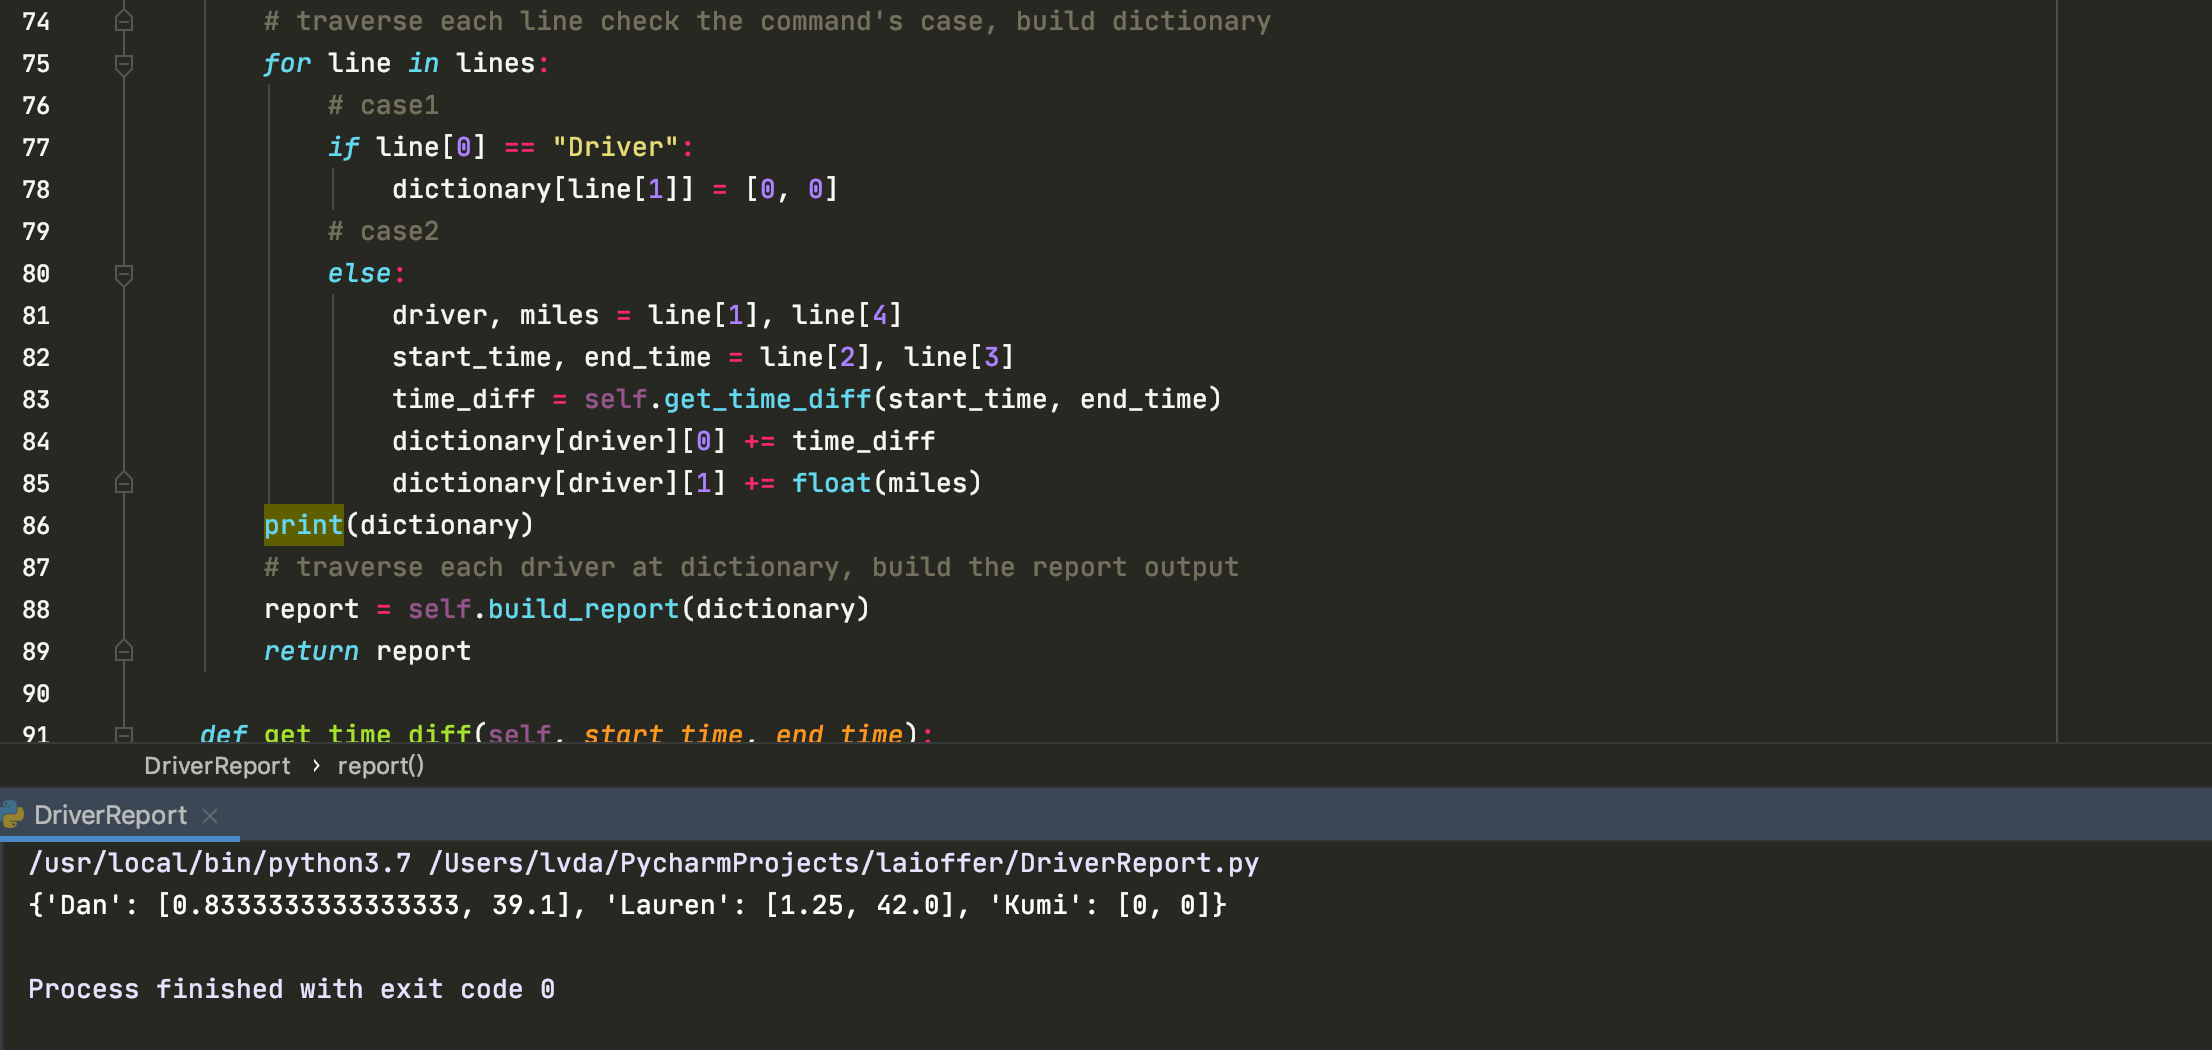 74 # traverse each line check the command's case, build dictionary
75 for line in lines:
76 # case1
77 if line[0] == "Driver":
78 dictionary[line[1]] = [0, 0]
79 # case2
80 else:
81 driver, miles = line[1], line[4]
82 start_time, end_time = line[2], line[3]
83 time_diff = self.get_time_diff(start_time, end_time)
84 dictionary[driver][0] += time_diff
85 dictionary[driver][1] += float(miles)
86 print(dictionary)
87 # traverse each driver at dictionary, build the report output
88 report = self.build_report(dictionary)
89 return report
90
91 def get_time_diff(self, start_time, end_time):
DriverReport › report()
DriverReport ×
/usr/local/bin/python3.7 /Users/lvda/PycharmProjects/laioffer/DriverReport.py
{'Dan': [0.8333333333333333, 39.1], 'Lauren': [1.25, 42.0], 'Kumi': [0, 0]}
Process finished with exit code 0